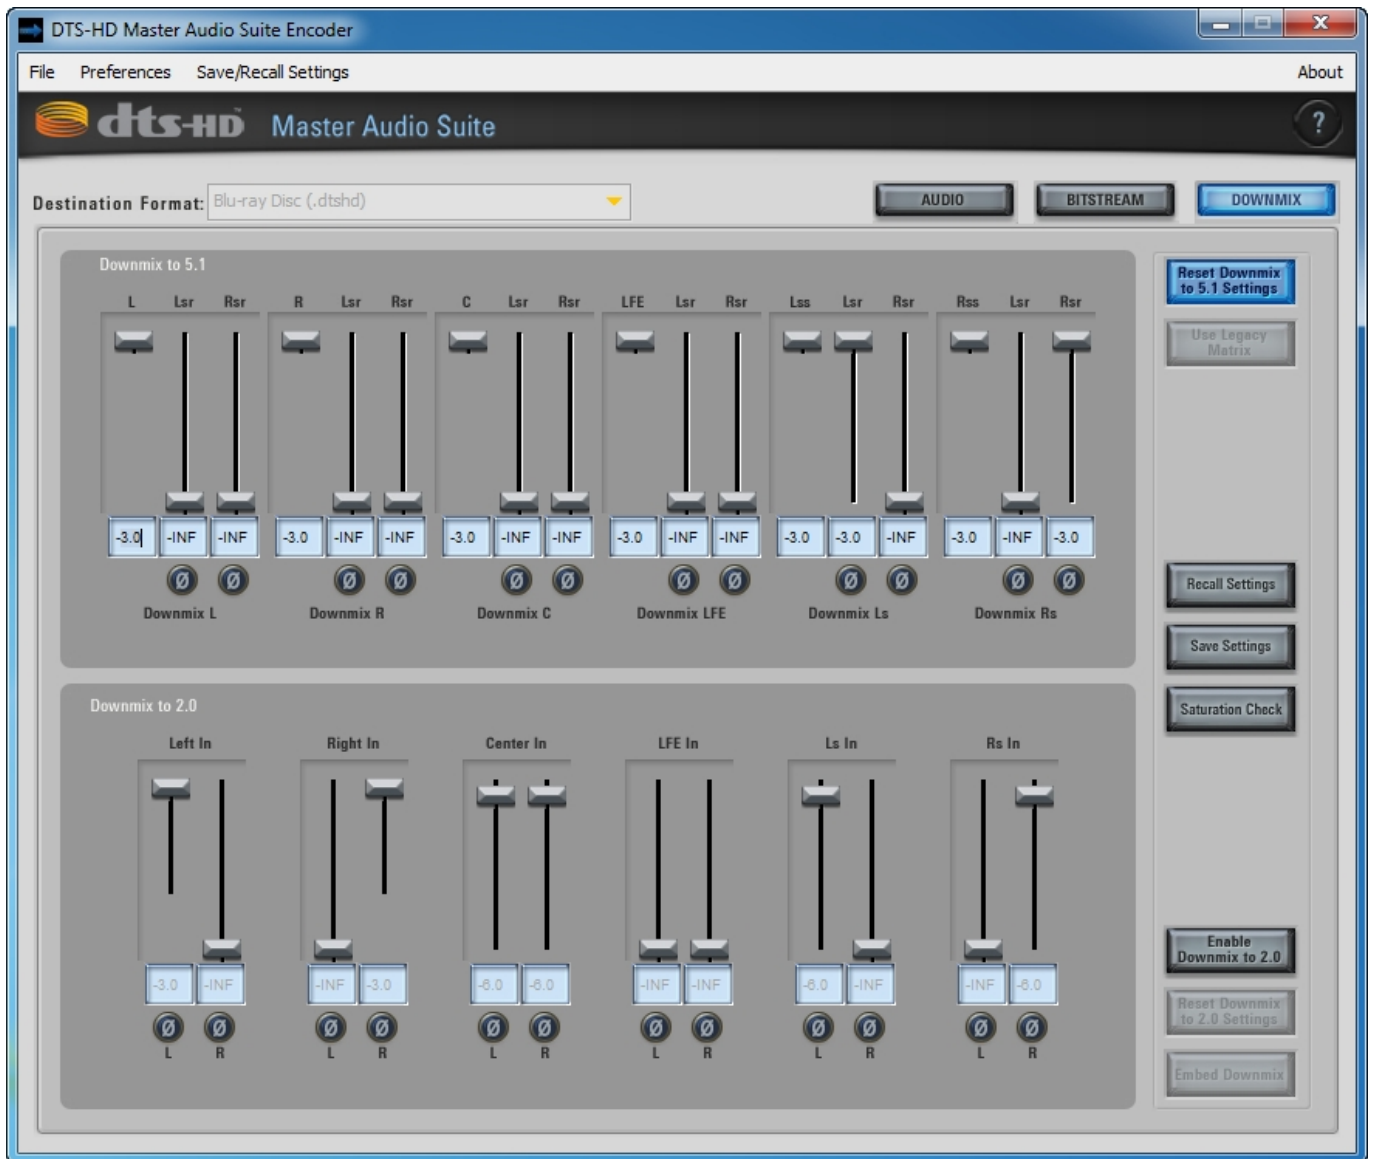 DTS-HD Master Audio Suite Encoder
File Preferences Save/Recall Settings About
dts-HD™ Master Audio Suite ?
Destination Format: Blu-ray Disc (.dtshd) AUDIO BITSTREAM DOWNMIX
Downmix to 5.1
L Lsr Rsr R Lsr Rsr C Lsr Rsr LFE Lsr Rsr Lss Lsr Rsr Rss Lsr Rsr
-3.0 -INF -INF -3.0 -INF -INF -3.0 -INF -INF -3.0 -INF -INF -3.0 -3.0 -INF -3.0 -INF -3.0
Ø Ø Ø Ø Ø Ø Ø Ø Ø Ø Ø Ø
Downmix L Downmix R Downmix C Downmix LFE Downmix Ls Downmix Rs
Reset Downmix
to 5.1 Settings
Use Legacy
Matrix
Recall Settings
Save Settings
Saturation Check
Downmix to 2.0
Left In Right In Center In LFE In Ls In Rs In
-3.0 -INF -INF -3.0 -6.0 -6.0 -INF -INF -6.0 -INF -INF -6.0
Ø Ø Ø Ø Ø Ø Ø Ø Ø Ø Ø Ø
L R L R L R L R L R L R
Enable
Downmix to 2.0
Reset Downmix
to 2.0 Settings
Embed Downmix